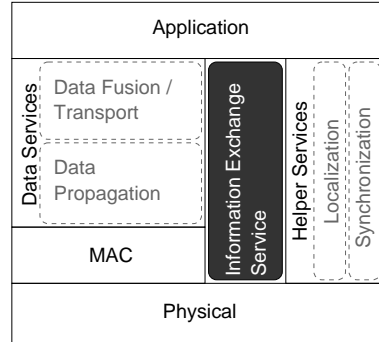 Application
Data Services
Data Fusion /
Transport
Data
Propagation
MAC
Information Exchange
Service
Helper Services
Localization
Synchronization
Physical